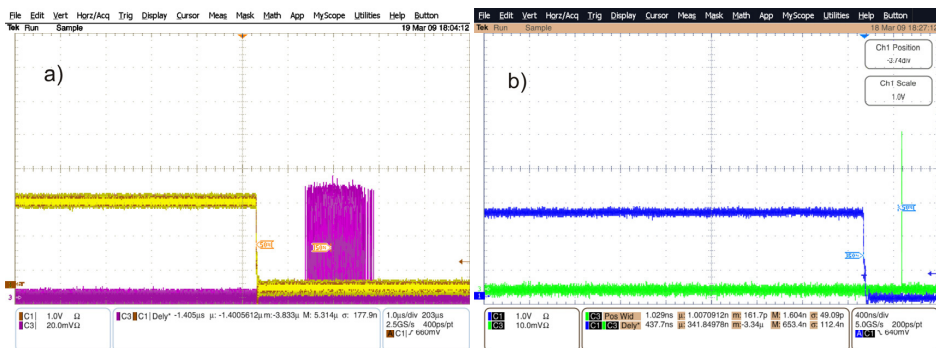 File Edit Vert Horz/Acq Trig Display Cursor Meas Mask Math App MyScope Utilities Help Button
Tek Run Sample 19 Mar 09 18:04:12
a)
3
C1 1.0V Ω
C3 20.0mVΩ
C3 C1 Dely* -1.405µs µ: -1.4005612µ m: -3.833µ M: 5.314µ σ: 177.9n
1.0µs/div 203µs
2.5GS/s 400ps/pt
A C1 660mV
File Edit Vert Horz/Acq Trig Display Cursor Meas Mask Math App MyScope Utilities Help Button
Tek Run Sample 18 Mar 09 18:27:12
b)
Ch1 Position
-3.74div
Ch1 Scale
1.0V
1
C1 1.0V Ω
C3 10.0mVΩ
C3 Pos Wid 1.029ns µ: 1.0070912n m: 161.7p M: 1.604n σ: 49.09p
C1 C3 Dely* 437.7ns µ: 341.84978n m: -3.34µ M: 653.4n σ: 112.4n
400ns/div
5.0GS/s 200ps/pt
A C1 640mV